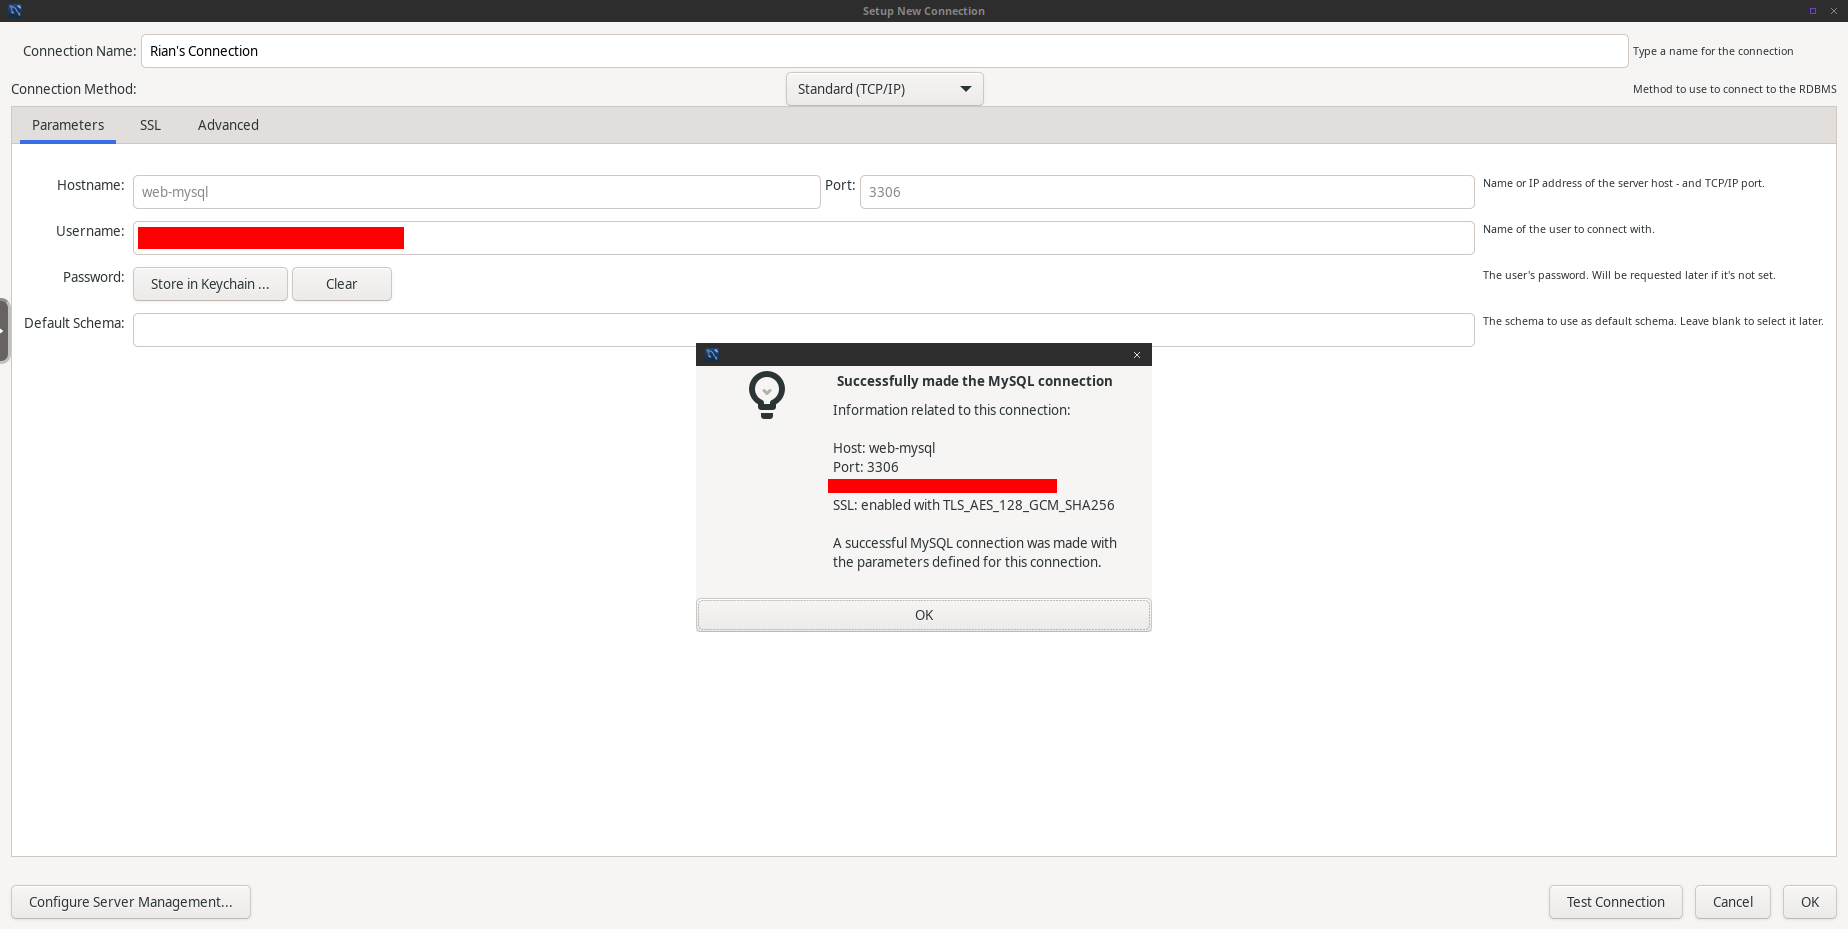 Setup New Connection
Connection Name: Rian's Connection Type a name for the connection
Connection Method: Standard (TCP/IP) Method to use to connect to the RDBMS
Parameters SSL Advanced
Hostname: web-mysql Port: 3306 Name or IP address of the server host - and TCP/IP port.
Username: Name of the user to connect with.
Password: Store in Keychain ... Clear The user's password. Will be requested later if it's not set.
Default Schema: The schema to use as default schema. Leave blank to select it later.
Successfully made the MySQL connection
Information related to this connection:
Host: web-mysql
Port: 3306
SSL: enabled with TLS_AES_128_GCM_SHA256
A successful MySQL connection was made with
the parameters defined for this connection.
OK
Configure Server Management... Test Connection Cancel OK